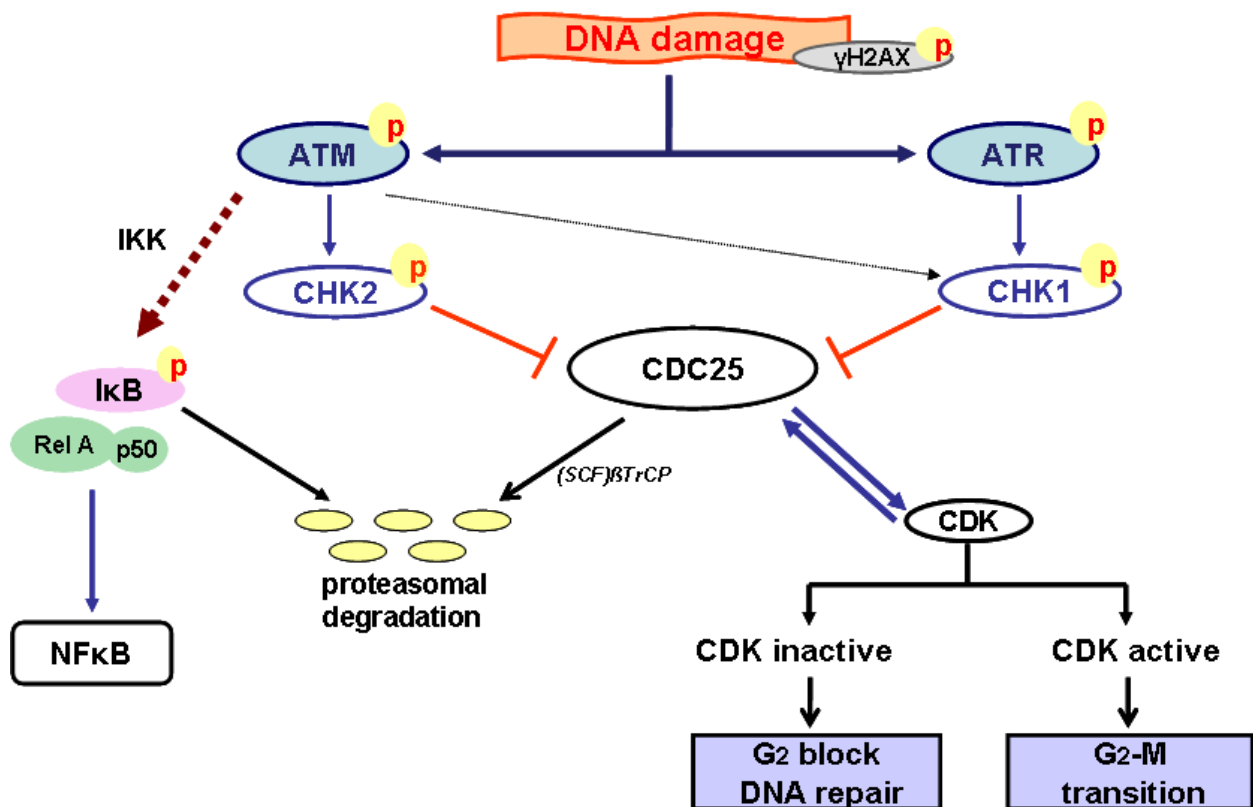 DNA damage
γH2AX
p
p
ATM
p
ATR
IKK
p
CHK2
p
CHK1
p
IκB
Rel A
p50
CDC25
(SCF)ßTrCP
CDK
proteasomal
degradation
NFκB
CDK inactive
CDK active
G2 block
DNA repair
G2-M
transition